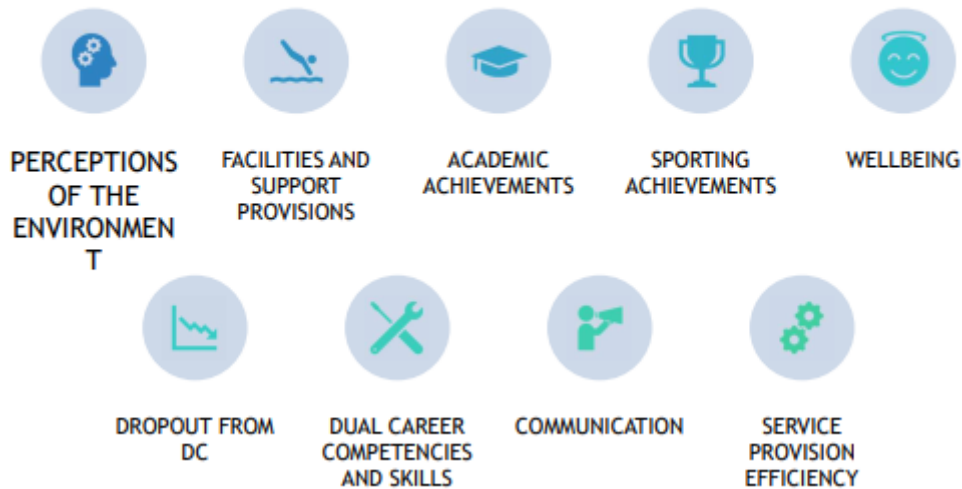 PERCEPTIONS
OF THE
ENVIRONMEN
T
FACILITIES AND
SUPPORT
PROVISIONS
ACADEMIC
ACHIEVEMENTS
SPORTING
ACHIEVEMENTS
WELLBEING
DROPOUT FROM
DC
DUAL CAREER
COMPETENCIES
AND SKILLS
COMMUNICATION
SERVICE
PROVISION
EFFICIENCY